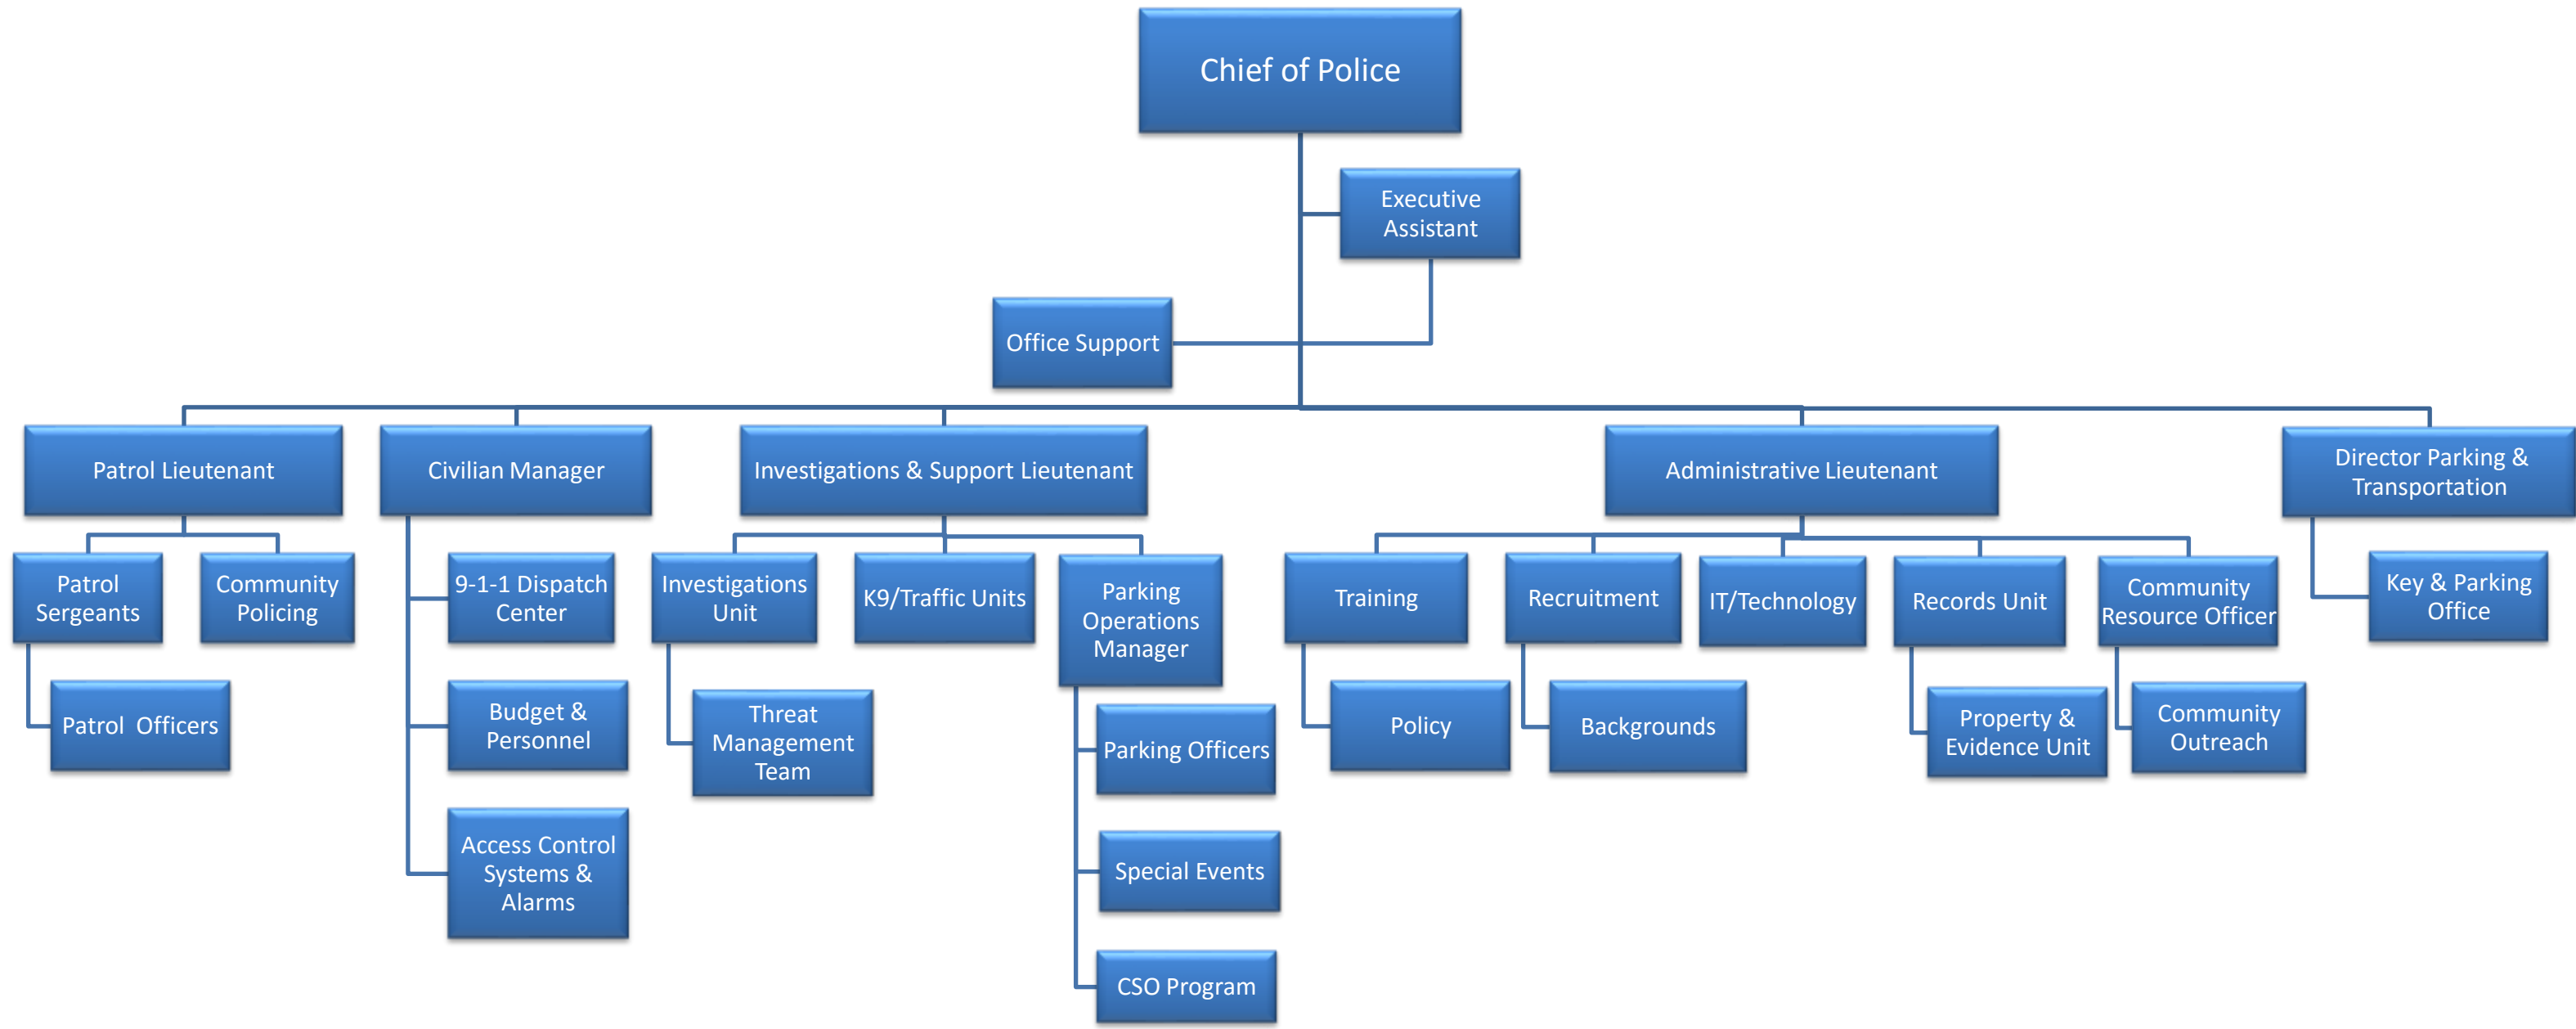 Chief of Police
Executive
Assistant
Office Support
Patrol Lieutenant
Civilian Manager
Investigations & Support Lieutenant
Administrative Lieutenant
Director Parking &
Transportation
Patrol
Sergeants
Community
Policing
9-1-1 Dispatch
Center
Investigations
Unit
K9/Traffic Units
Parking
Operations
Manager
Training
Recruitment
IT/Technology
Records Unit
Community
Resource Officer
Key & Parking
Office
Patrol Officers
Budget &
Personnel
Threat
Management
Team
Parking Officers
Policy
Backgrounds
Property &
Evidence Unit
Community
Outreach
Access Control
Systems &
Alarms
Special Events
CSO Program